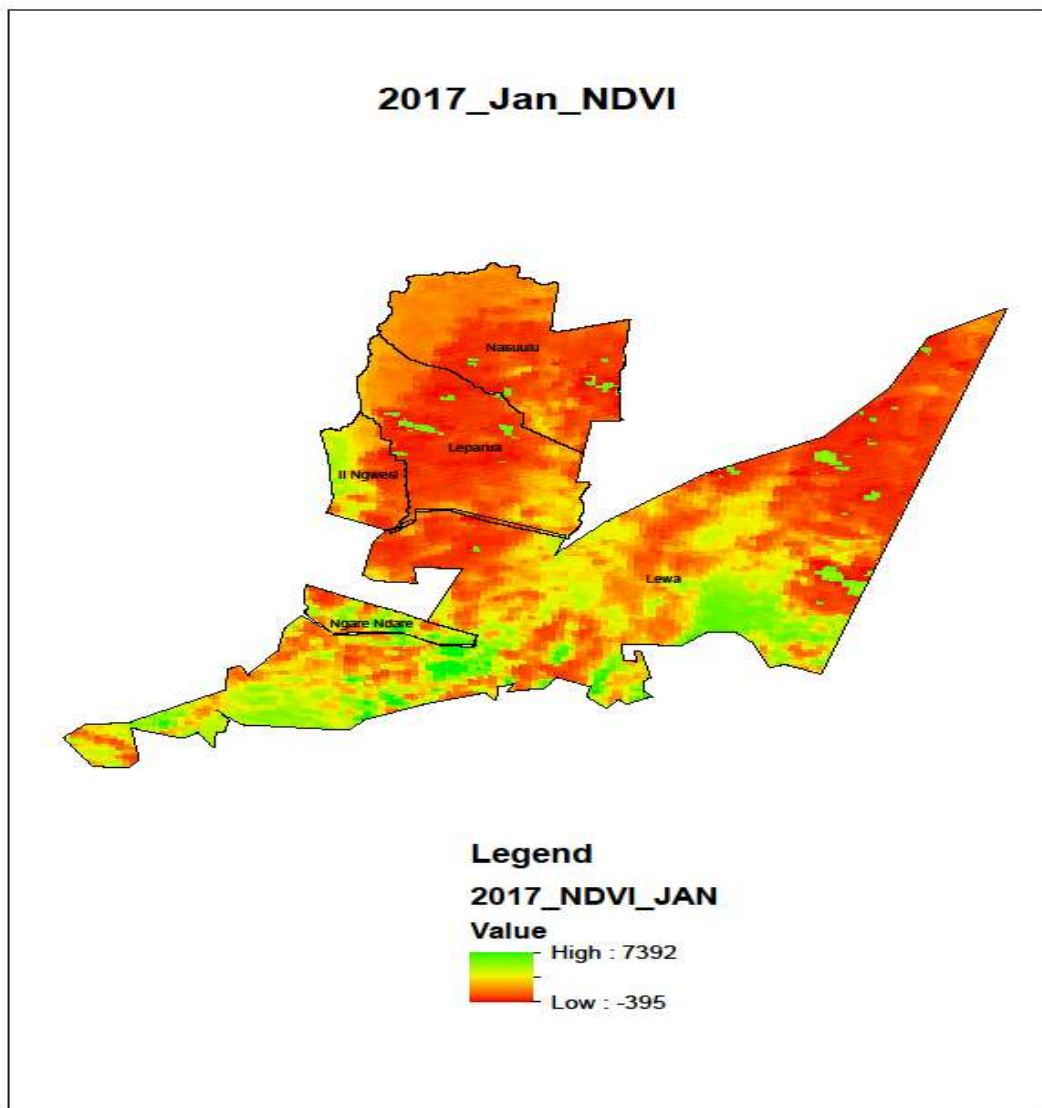 2017_Jan_NDVI
Nasuulu
Leparua
Il Ngwesi
Lewa
Ngare Ndare
Legend
2017_NDVI_JAN
Value
High : 7392
Low : -395